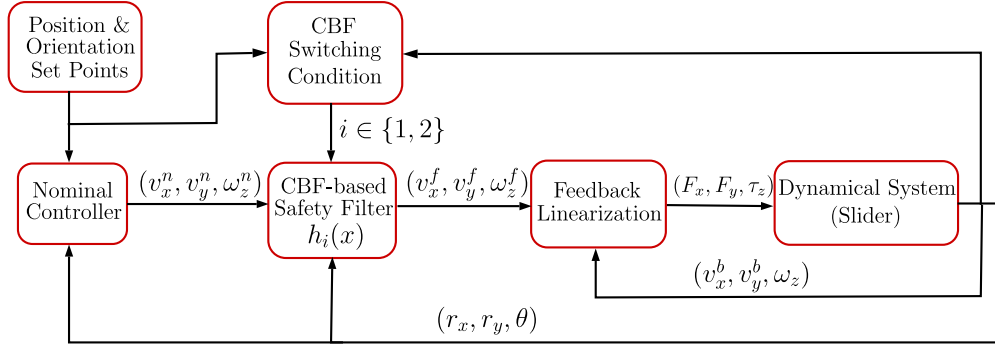 Position &
Orientation
Set Points
CBF
Switching
Condition
i ∈ {1, 2}
Nominal
Controller
(v_x^n, v_y^n, ω_z^n)
CBF-based
Safety Filter
h_i(x)
(v_x^f, v_y^f, ω_z^f)
Feedback
Linearization
(F_x, F_y, τ_z)
Dynamical System
(Slider)
(v_x^b, v_y^b, ω_z)
(r_x, r_y, θ)